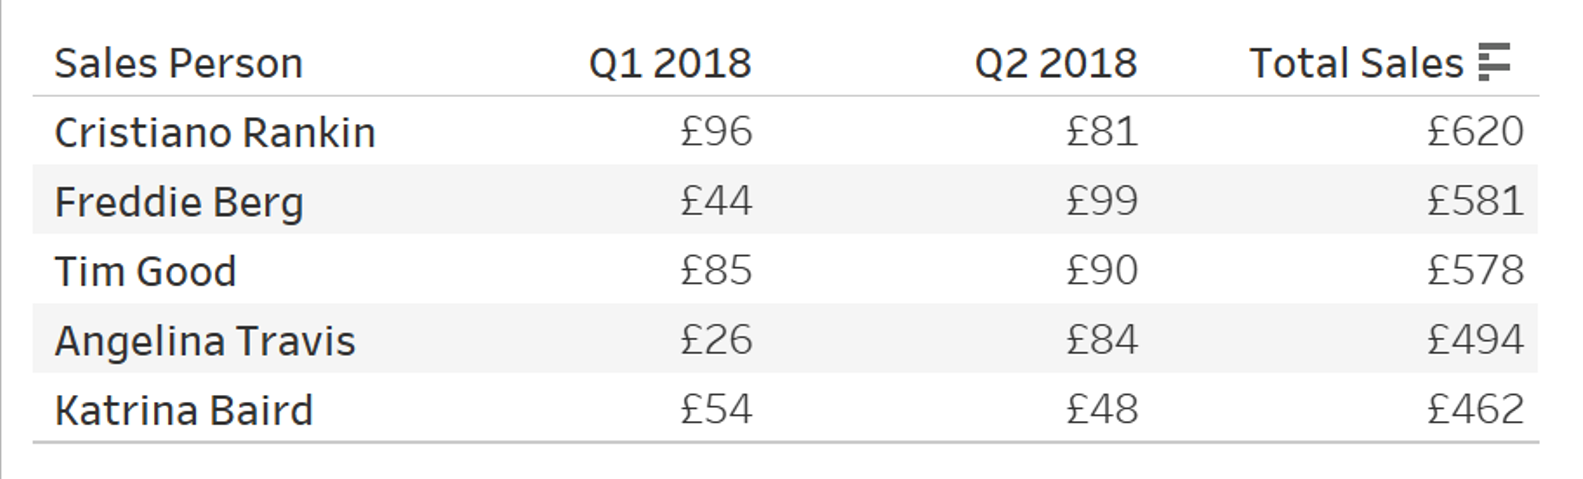 Sales Person Q1 2018 Q2 2018 Total Sales
Cristiano Rankin £96 £81 £620
Freddie Berg £44 £99 £581
Tim Good £85 £90 £578
Angelina Travis £26 £84 £494
Katrina Baird £54 £48 £462